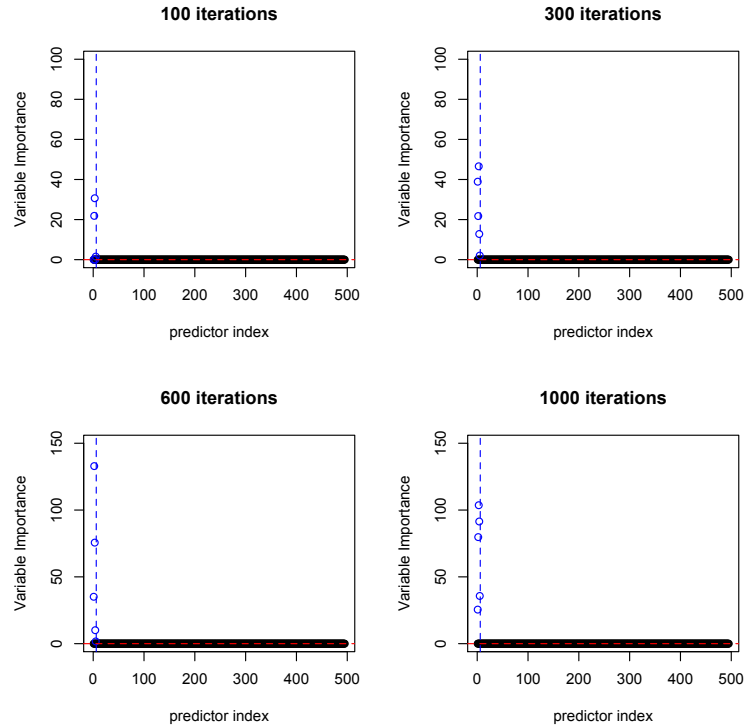 100 iterations
Variable Importance
0 20 40 60 80 100
0 100 200 300 400 500
predictor index
300 iterations
Variable Importance
0 20 40 60 80 100
0 100 200 300 400 500
predictor index
600 iterations
Variable Importance
0 50 100 150
0 100 200 300 400 500
predictor index
1000 iterations
Variable Importance
0 50 100 150
0 100 200 300 400 500
predictor index